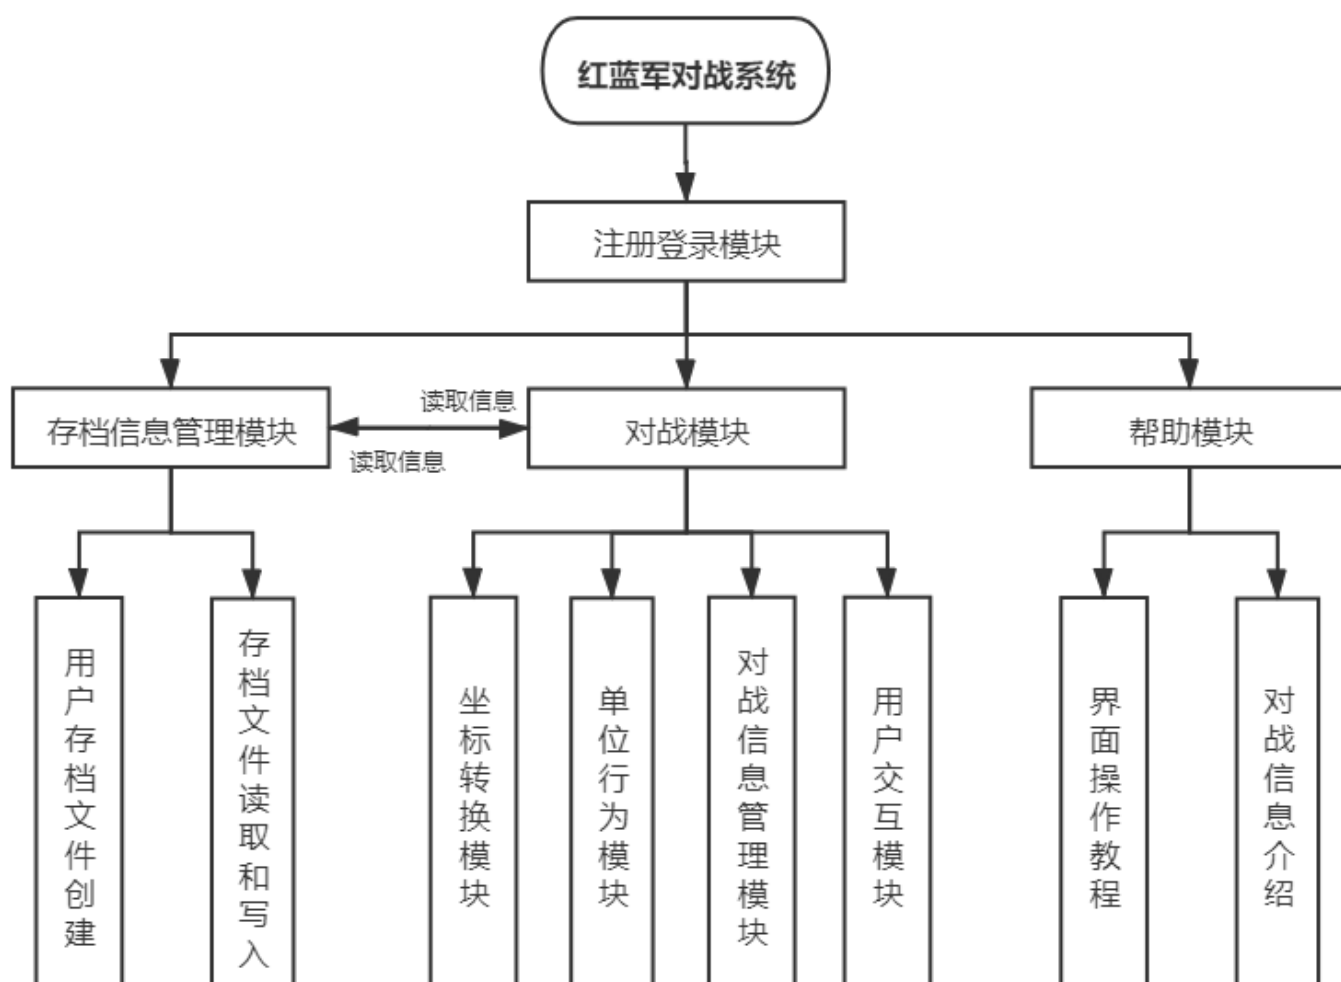 红蓝军对战系统
注册登录模块
存档信息管理模块
读取信息
读取信息
对战模块
帮助模块
用户存档文件创建
存档文件读取和写入
坐标转换模块
单位行为模块
对战信息管理模块
用户交互模块
界面操作教程
对战信息介绍